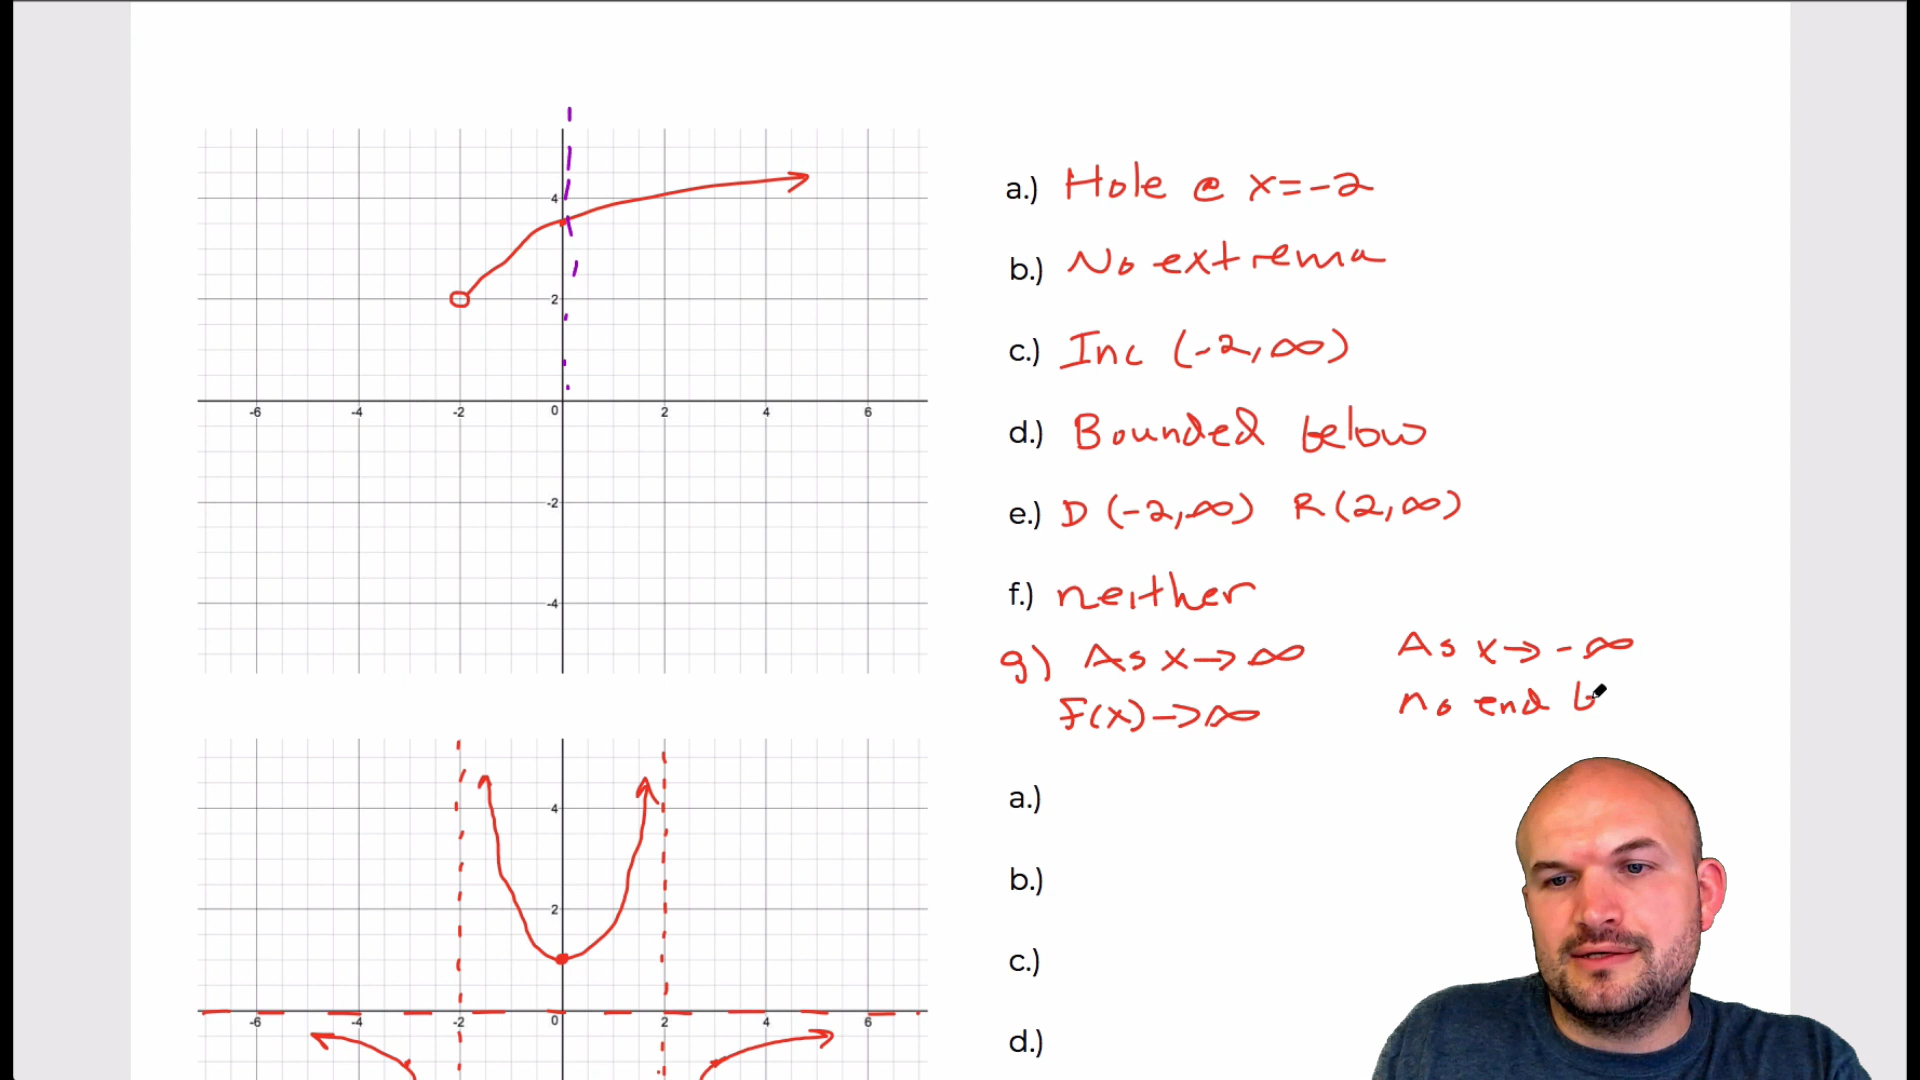 4
2
-6 -4 -2 0 2 4 6
-2
-4
a.) Hole @ x=-2
b.) No extrema
c.) Inc (-2,∞)
d.) Bounded below
e.) D (-2,∞) R (2,∞)
f.) neither
g) As x→∞ As x→-∞
F(x)→∞ no end b
4
2
-6 -4 -2 0 2 4 6
a.)
b.)
c.)
d.)